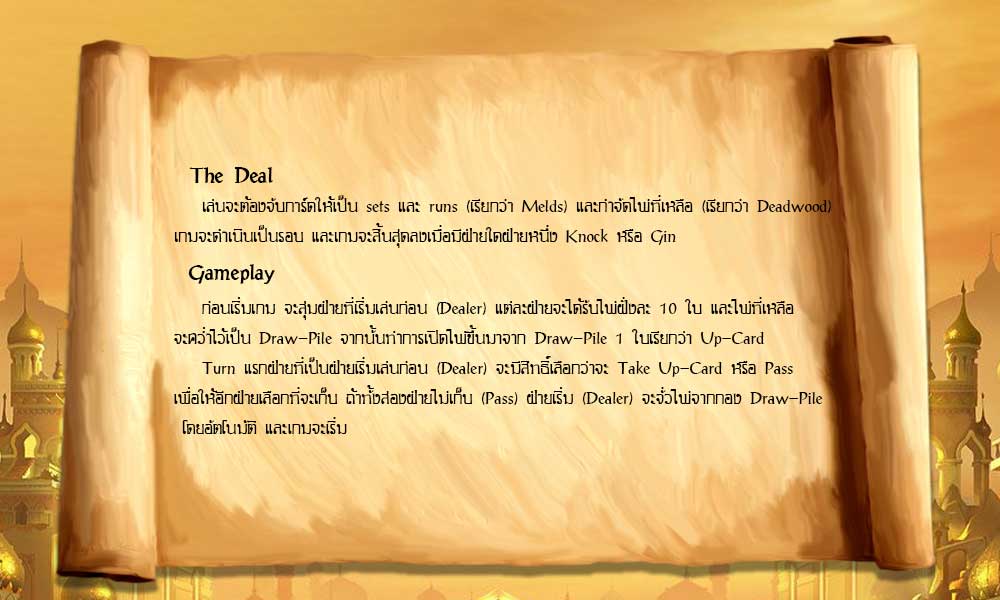 The Deal
เล่นจะต้องจับการ์ดให้เป็น sets และ runs (เรียกว่า Melds) และกำจัดไพ่ที่เหลือ (เรียกว่า Deadwood)
เกมจะดำเนินเป็นรอบ และเกมจะสิ้นสุดลงเมื่อมีฝ่ายใดฝ่ายหนึ่ง Knock หรือ Gin
Gameplay
ก่อนเริ่มเกม จะสุ่มฝ่ายที่เริ่มเล่นก่อน (Dealer) แต่ละฝ่ายจะได้รับไพ่ฝั่งละ 10 ใบ และไพ่ที่เหลือ
จะคว่ำไว้เป็น Draw-Pile จากนั้นทำการเปิดไพ่ขึ้นมาจาก Draw-Pile 1 ใบเรียกว่า Up-Card
Turn แรกฝ่ายที่เป็นฝ่ายเริ่มเล่นก่อน (Dealer) จะมีสิทธิ์เลือกว่าจะ Take Up-Card หรือ Pass
เพื่อให้อีกฝ่ายเลือกที่จะเก็บ ถ้าทั้งสองฝ่ายไม่เก็บ (Pass) ฝ่ายเริ่ม (Dealer) จะจั่วไพ่จากกอง Draw-Pile
โดยอัตโนมัติ และเกมจะเริ่ม